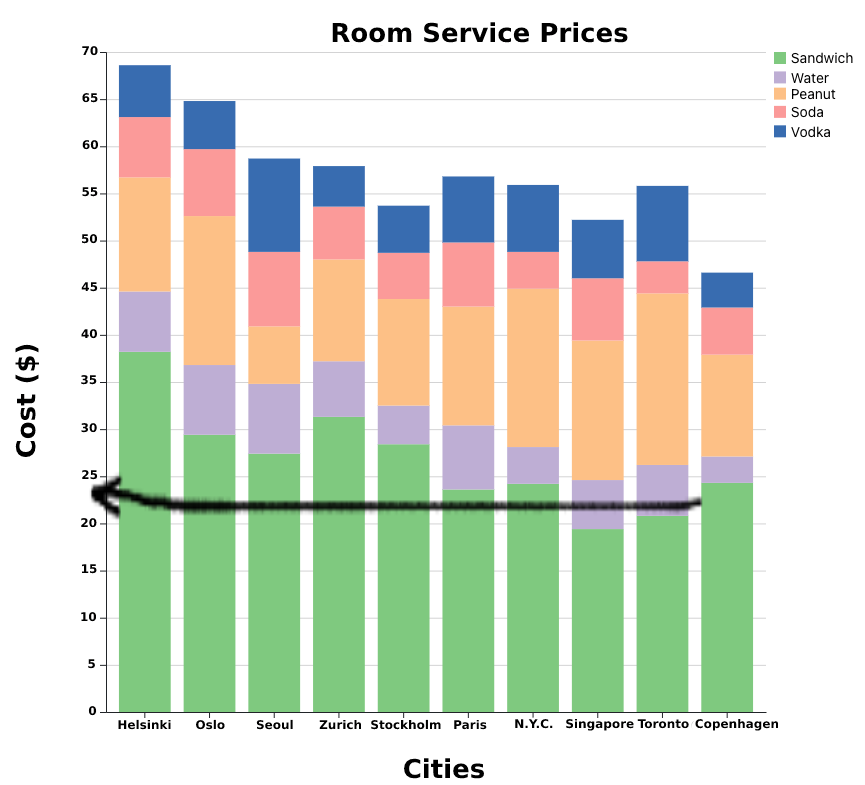 Room Service Prices
70
65
60
55
50
45
40
35
30
25
20
15
10
5
0
Cost ($)
Sandwich
Water
Peanut
Soda
Vodka
Helsinki Oslo Seoul Zurich Stockholm Paris N.Y.C. Singapore Toronto Copenhagen
Cities